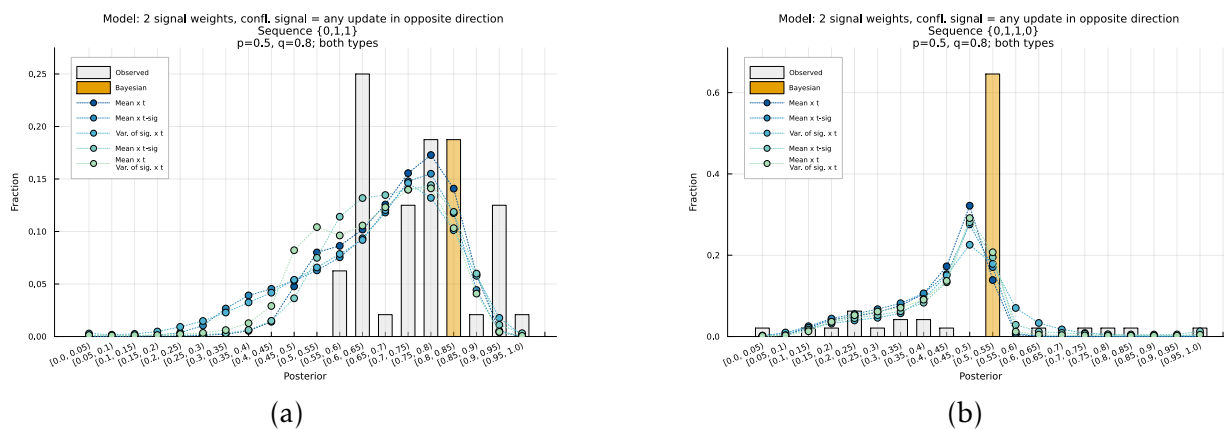 Model: 2 signal weights, confl. signal = any update in opposite direction
Sequence {0,1,1}
p=0.5, q=0.8; both types
Fraction
0.25
0.20
0.15
0.10
0.05
0.00
Observed
Bayesian
Mean x t
Mean x t-sig
Var. of sig. x t
Mean x t-sig
Mean x t
Var. of sig. x t
[0.0, 0.05)
[0.05, 0.1)
[0.1, 0.15)
[0.15, 0.2)
[0.2, 0.25)
[0.25, 0.3)
[0.3, 0.35)
[0.35, 0.4)
[0.4, 0.45)
[0.45, 0.5)
[0.5, 0.55)
[0.55, 0.6)
[0.6, 0.65)
[0.65, 0.7)
[0.7, 0.75)
[0.75, 0.8)
[0.8, 0.85)
[0.85, 0.9)
[0.9, 0.95)
[0.95, 1.0)
Posterior
(a)
Model: 2 signal weights, confl. signal = any update in opposite direction
Sequence {0,1,1,0}
p=0.5, q=0.8; both types
Fraction
0.6
0.4
0.2
0.0
Observed
Bayesian
Mean x t
Mean x t-sig
Var. of sig. x t
Mean x t-sig
Mean x t
Var. of sig. x t
[0.0, 0.05)
[0.05, 0.1)
[0.1, 0.15)
[0.15, 0.2)
[0.2, 0.25)
[0.25, 0.3)
[0.3, 0.35)
[0.35, 0.4)
[0.4, 0.45)
[0.45, 0.5)
[0.5, 0.55)
[0.55, 0.6)
[0.6, 0.65)
[0.65, 0.7)
[0.7, 0.75)
[0.75, 0.8)
[0.8, 0.85)
[0.85, 0.9)
[0.9, 0.95)
[0.95, 1.0)
Posterior
(b)